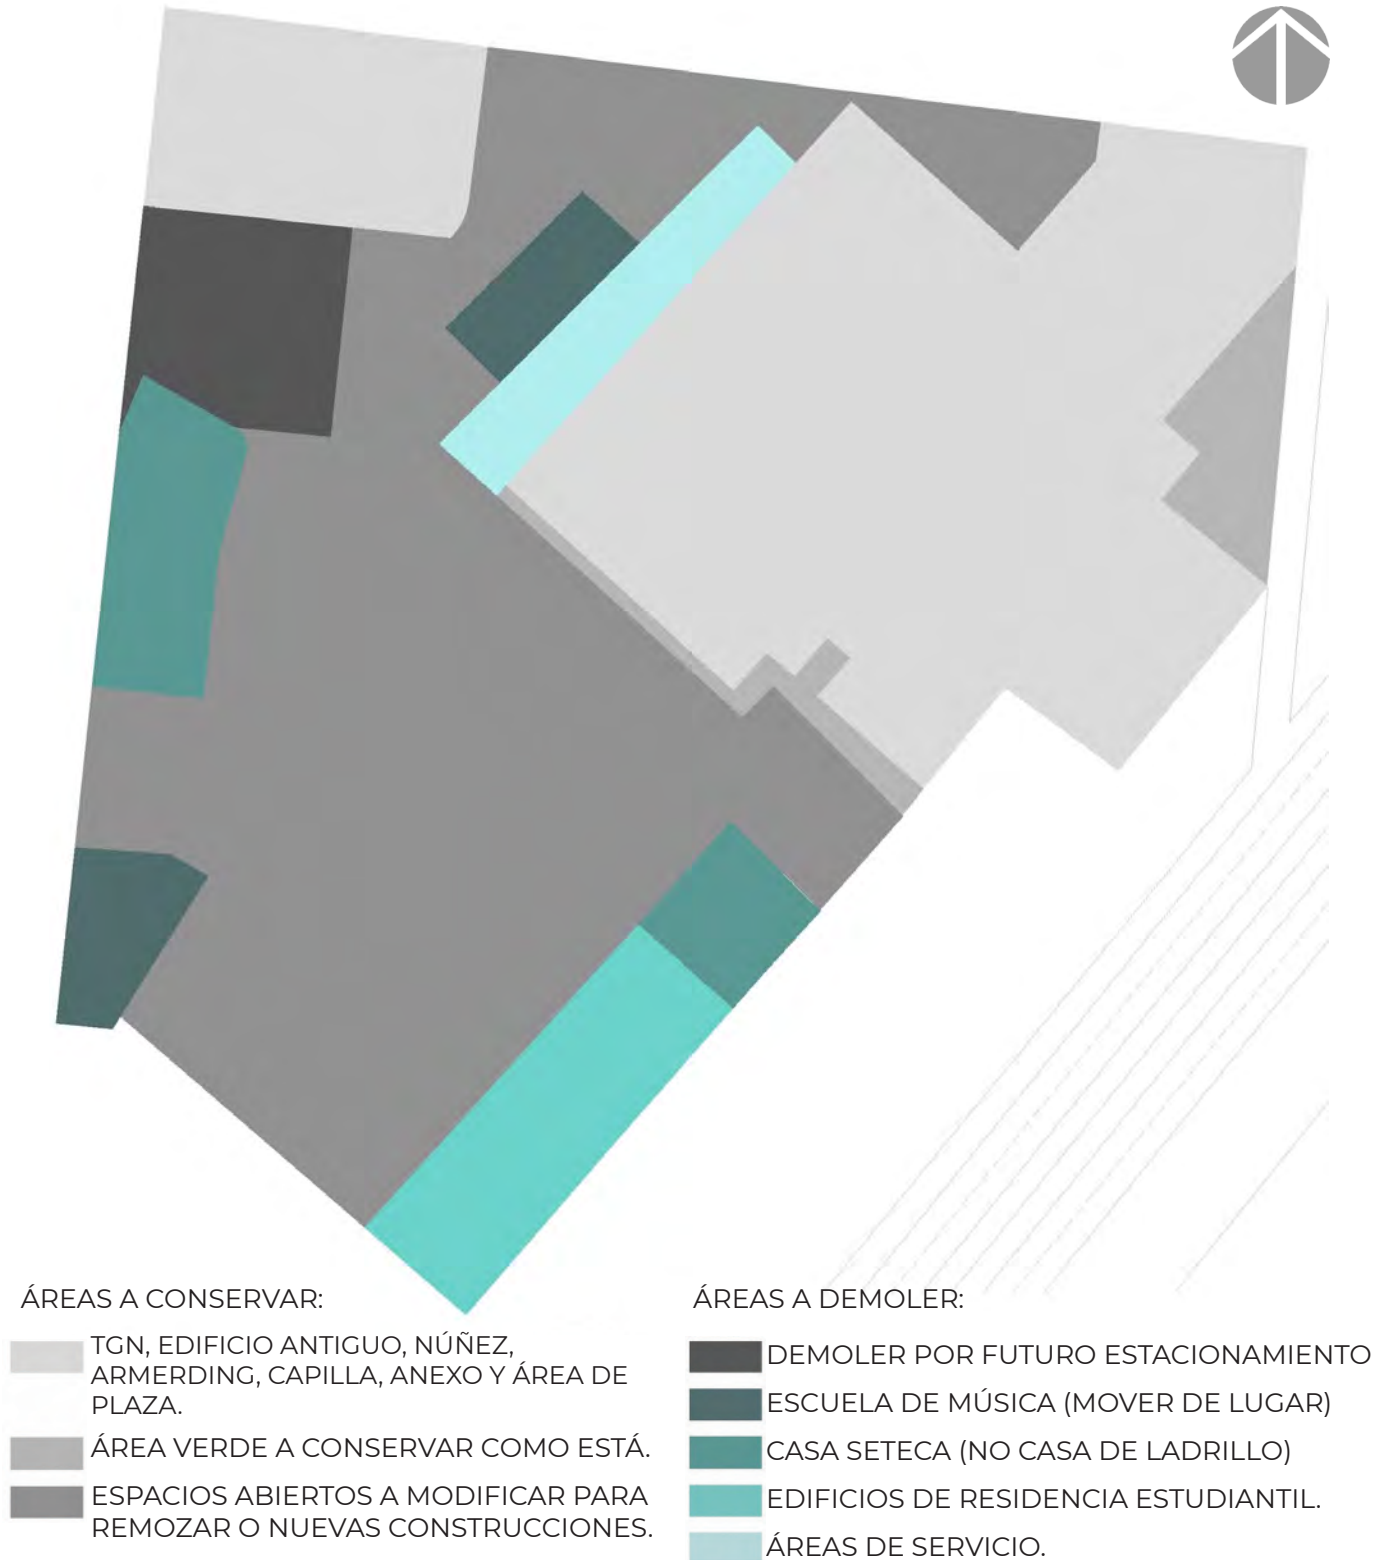 ÁREAS A CONSERVAR:
TGN, EDIFICIO ANTIGUO, NÚÑEZ,
ARMERDING, CAPILLA, ANEXO Y ÁREA DE
PLAZA.
ÁREA VERDE A CONSERVAR COMO ESTÁ.
ESPACIOS ABIERTOS A MODIFICAR PARA
REMOZAR O NUEVAS CONSTRUCCIONES.
ÁREAS A DEMOLER:
DEMOLER POR FUTURO ESTACIONAMIENTO
ESCUELA DE MÚSICA (MOVER DE LUGAR)
CASA SETECA (NO CASA DE LADRILLO)
EDIFICIOS DE RESIDENCIA ESTUDIANTIL.
ÁREAS DE SERVICIO.